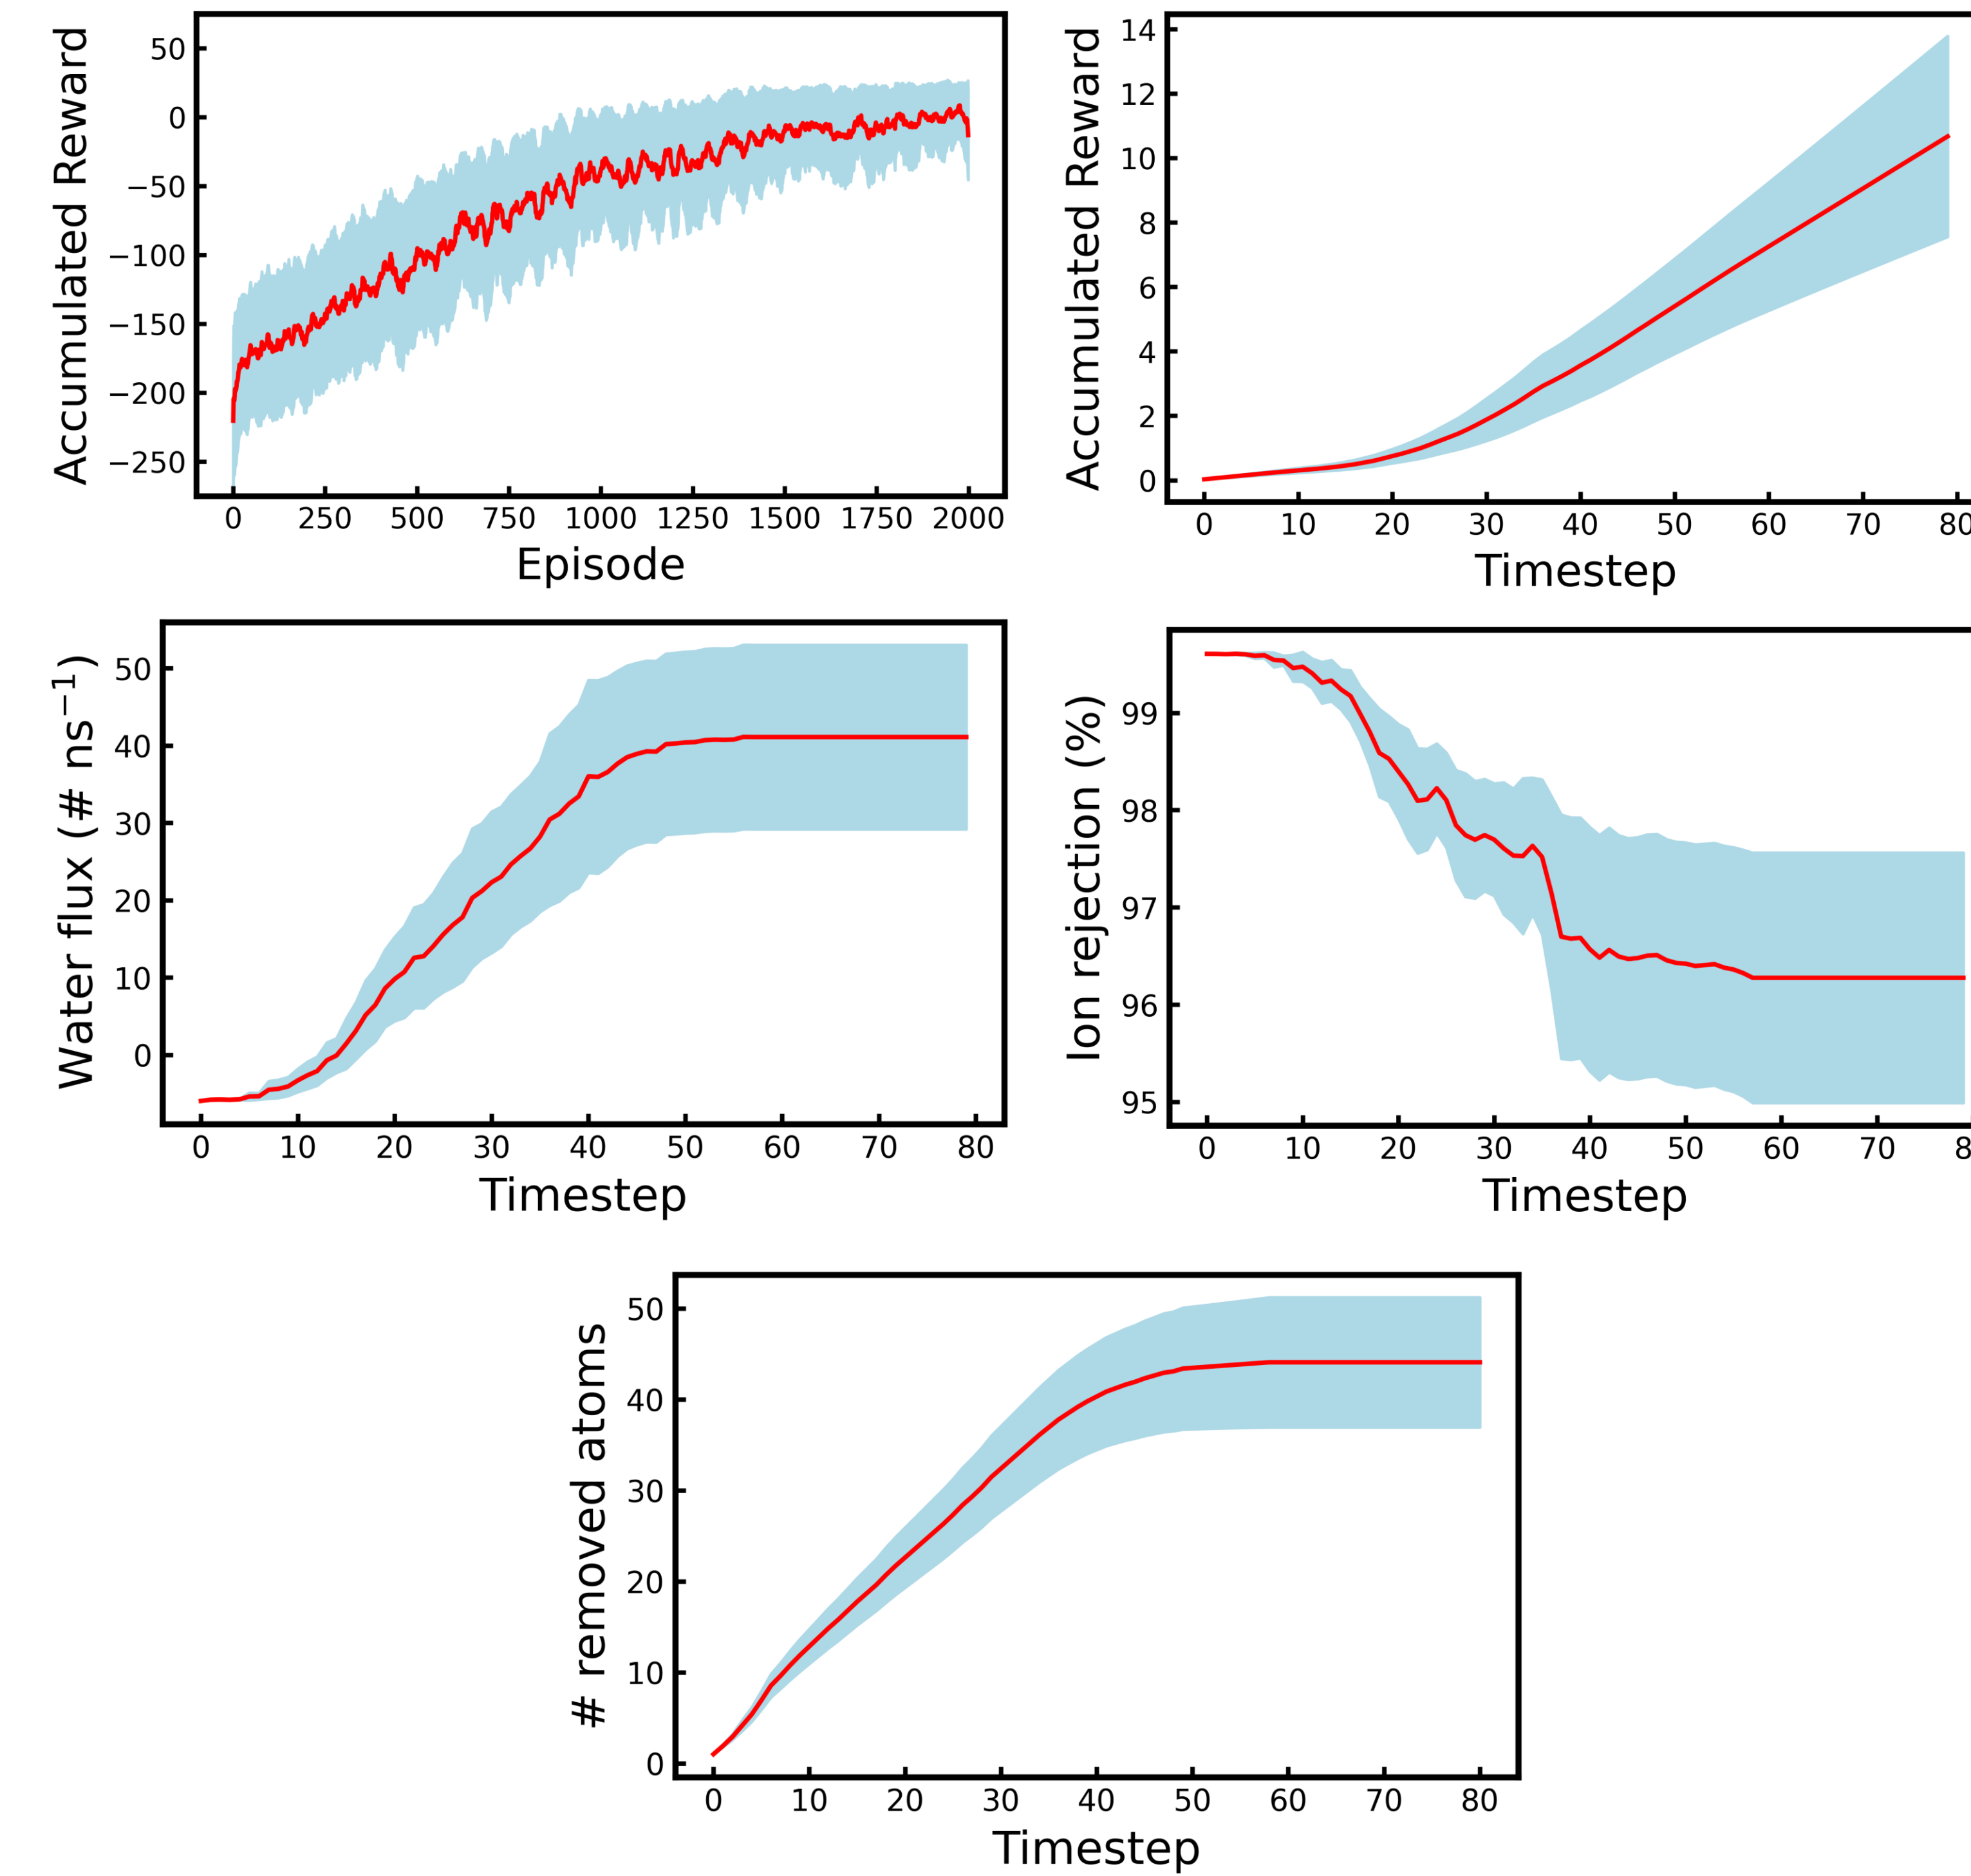 Accumulated Reward
50
0
−50
−100
−150
−200
−250
0 250 500 750 1000 1250 1500 1750 2000
Episode
Accumulated Reward
14
12
10
8
6
4
2
0
0 10 20 30 40 50 60 70 80
Timestep
Water flux (# ns⁻¹)
50
40
30
20
10
0
0 10 20 30 40 50 60 70 80
Timestep
Ion rejection (%)
99
98
97
96
95
0 10 20 30 40 50 60 70 8
Timestep
# removed atoms
50
40
30
20
10
0
0 10 20 30 40 50 60 70 80
Timestep